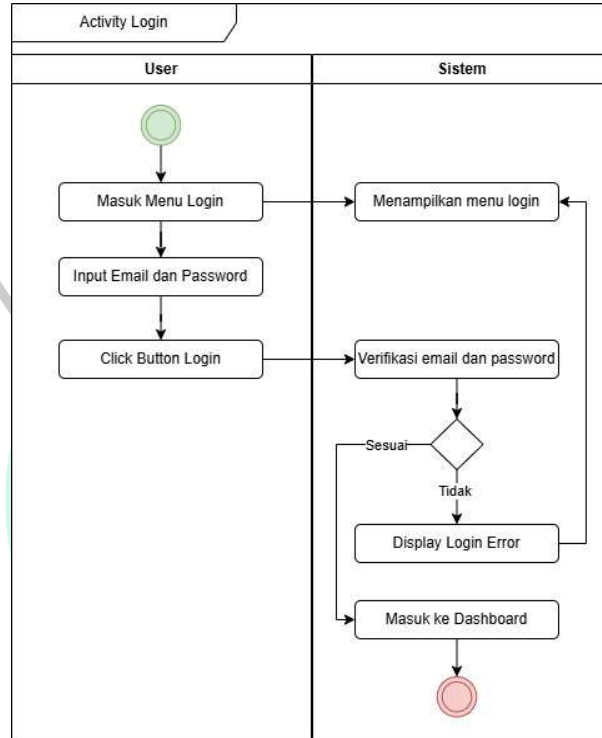 Activity Login
User
Sistem
Masuk Menu Login
Menampilkan menu login
Input Email dan Password
Click Button Login
Verifikasi email dan password
Sesuai
Tidak
Display Login Error
Masuk ke Dashboard